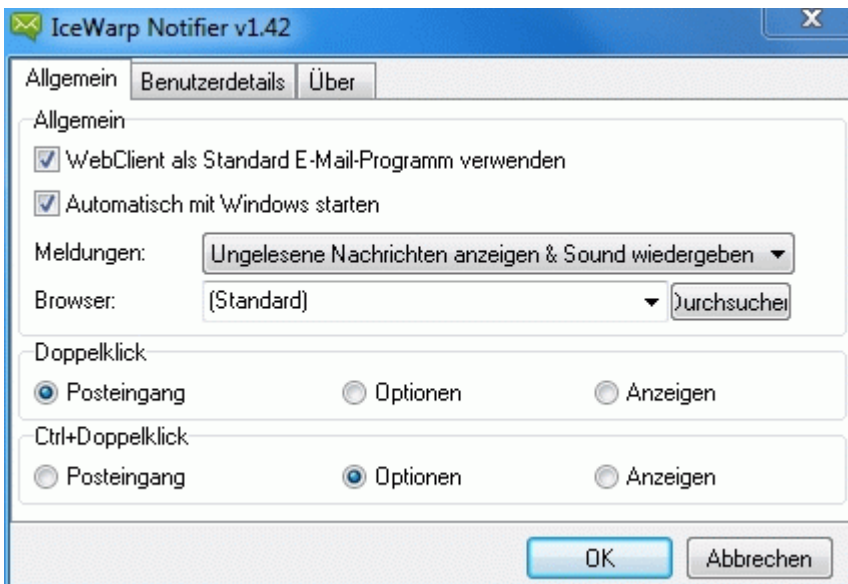 IceWarp Notifier v1.42
X
Allgemein Benutzerdetails Über
Allgemein
WebClient als Standard E-Mail-Programm verwenden
Automatisch mit Windows starten
Meldungen: Ungelesene Nachrichten anzeigen & Sound wiedergeben
Browser: (Standard) Durchsuchen
Doppelklick
Posteingang Optionen Anzeigen
Ctrl+Doppelklick
Posteingang Optionen Anzeigen
OK Abbrechen